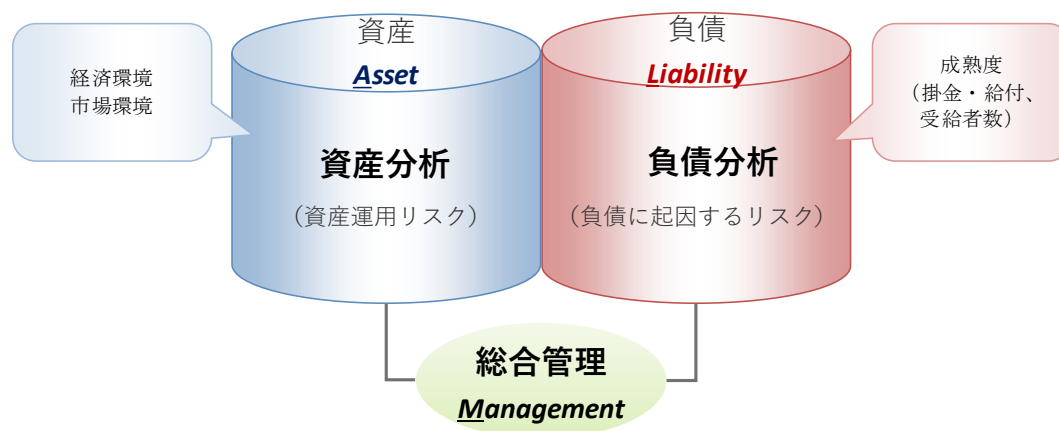 経済環境
市場環境
資産
Asset
資産分析
（資産運用リスク）
負債
Liability
負債分析
（負債に起因するリスク）
成熟度
（掛金・給付、
受給者数）
総合管理
Management